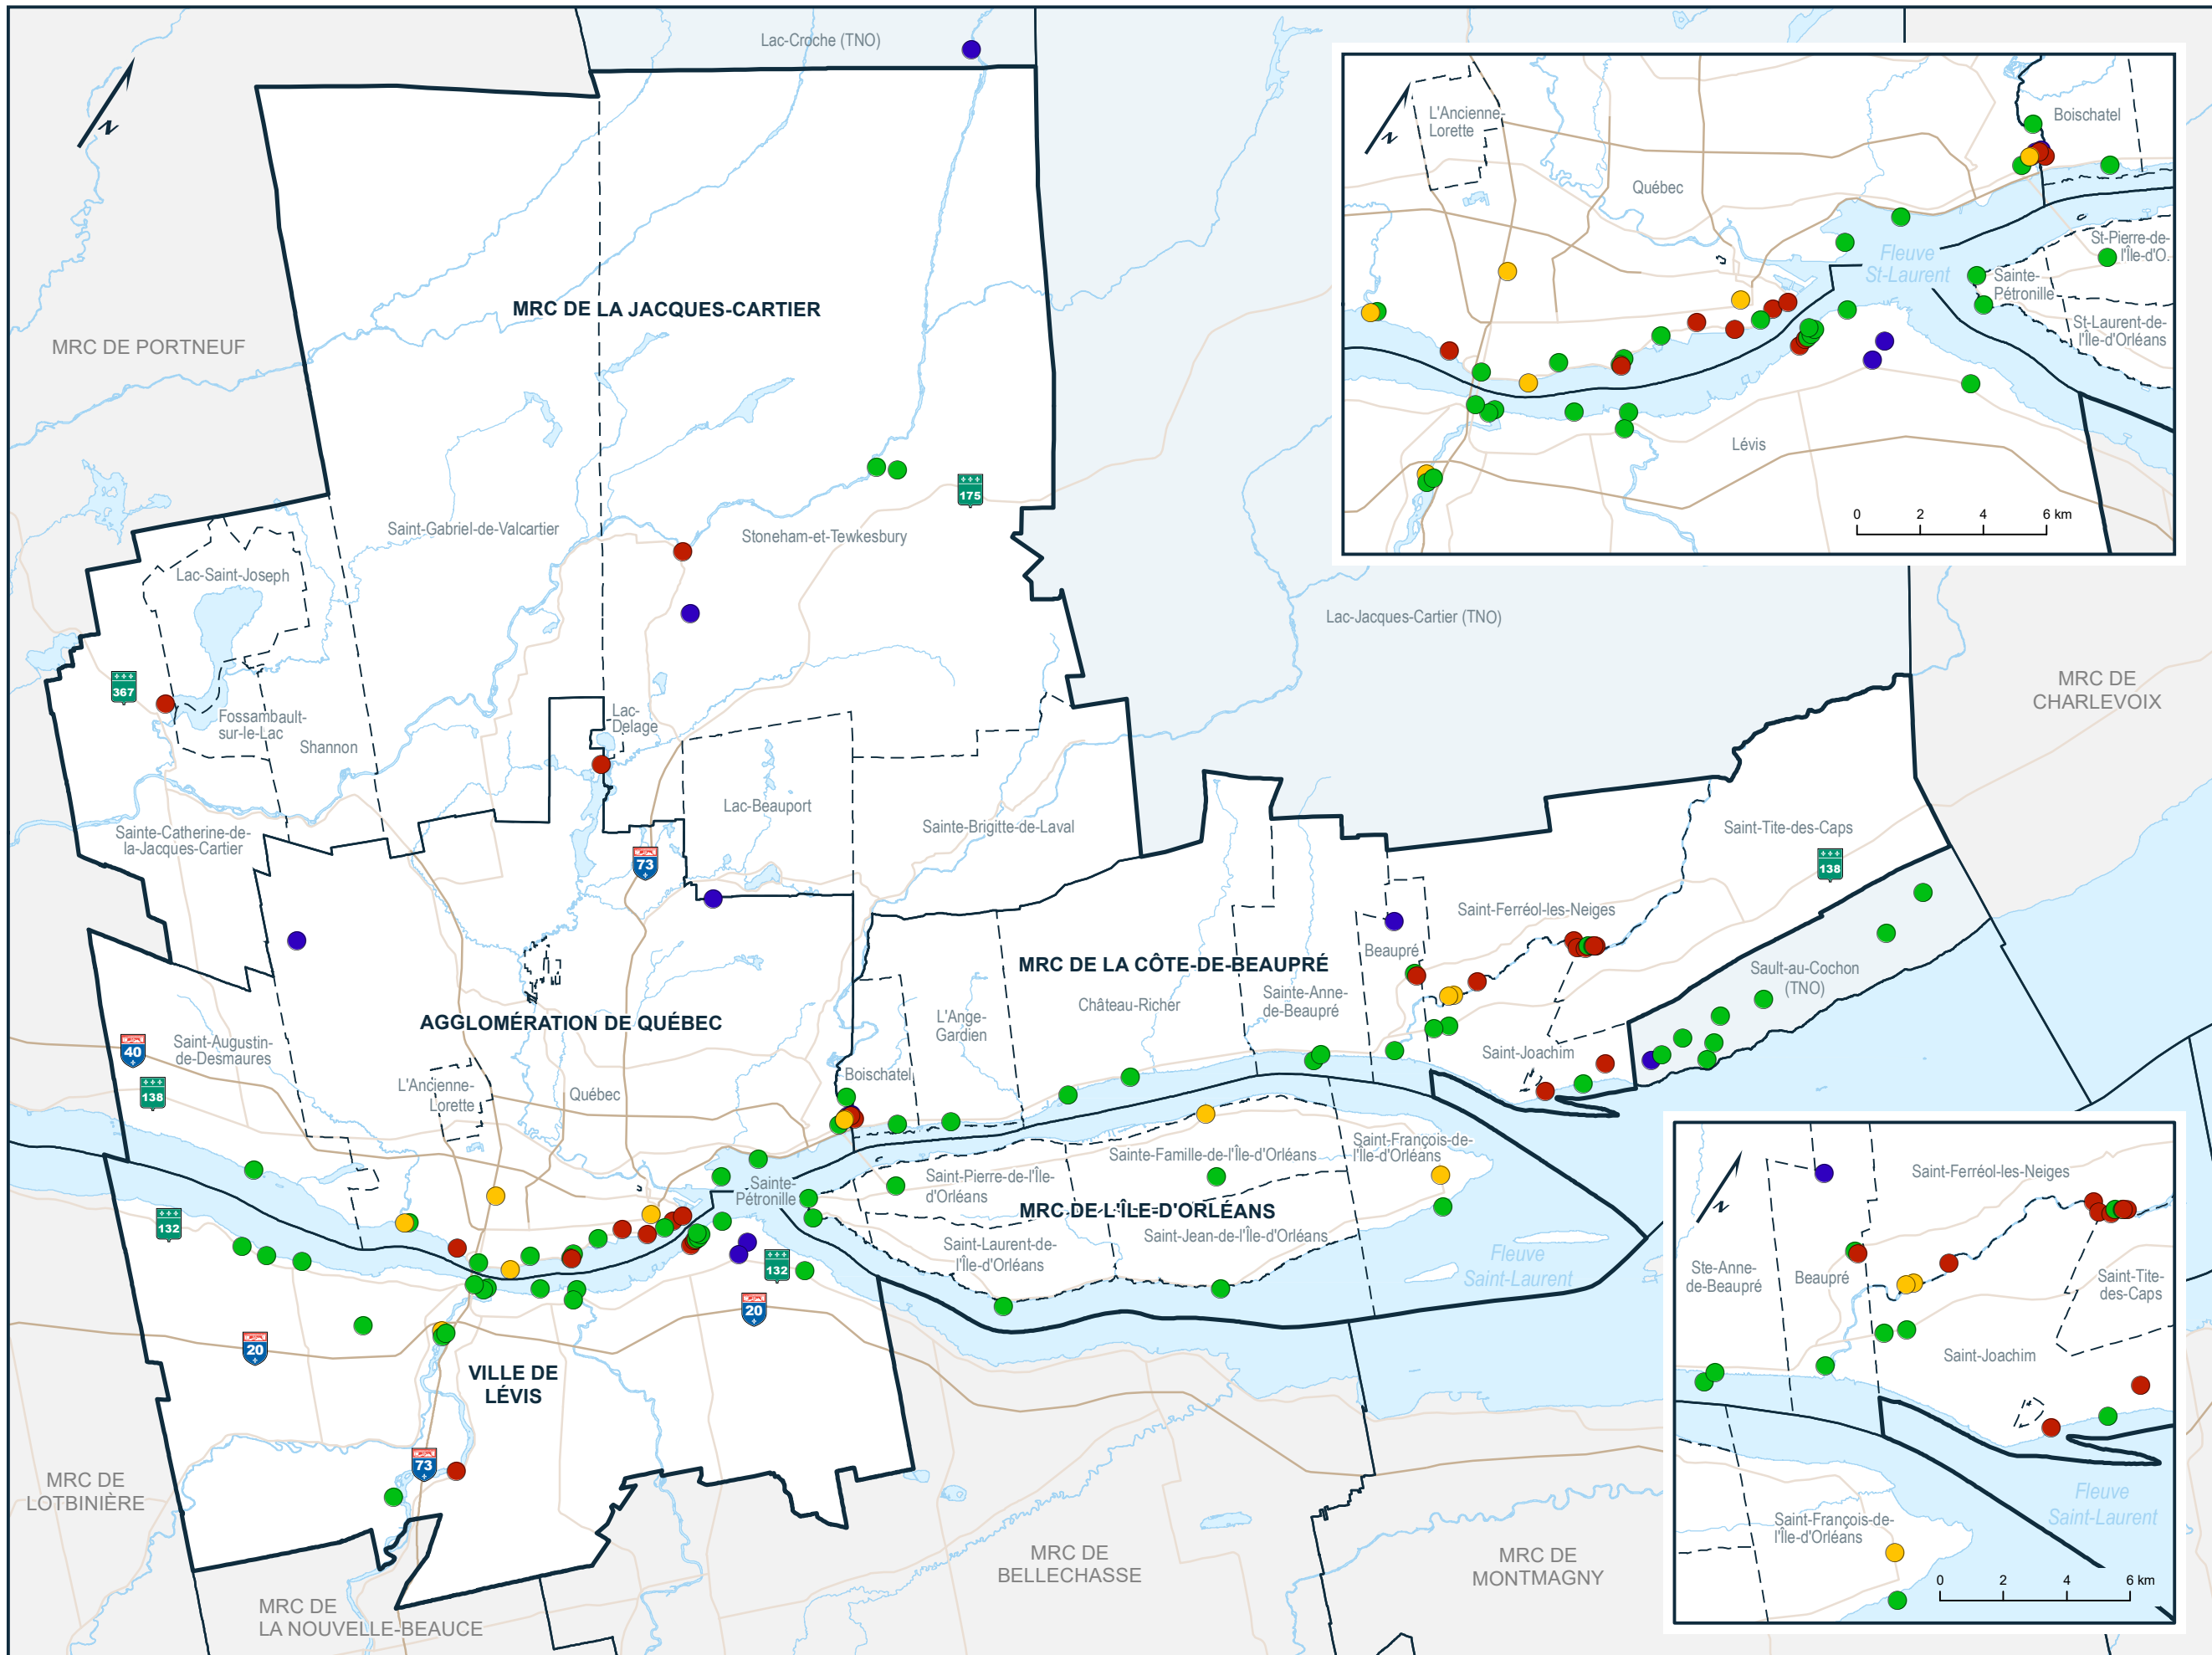 Lac-Croche (TNO)
N
MRC DE PORTNEUF
MRC DE LA JACQUES-CARTIER
Saint-Gabriel-de-Valcartier
Stoneham-et-Tewkesbury
175
Lac-Saint-Joseph
367
Fossambault-
sur-le-Lac
Shannon
Lac-
Delage
Lac-Beauport
Sainte-Catherine-de-
la-Jacques-Cartier
Sainte-Brigitte-de-Laval
73
Lac-Jacques-Cartier (TNO)
MRC DE
CHARLEVOIX
Saint-Tite-des-Caps
138
Saint-Ferréol-les-Neiges
Beaupré
MRC DE LA CÔTE-DE-BEAUPRÉ
Sault-au-Cochon
(TNO)
Château-Richer
Sainte-Anne-
de-Beaupré
L'Ange-
Gardien
AGGLOMÉRATION DE QUÉBEC
Saint-Augustin-
de-Desmaures
40
138
L'Ancienne-
Lorette
Québec
Boischatel
Saint-Joachim
Saint-François-de-
l'Île-d'Orléans
Sainte-Famille-de-l'Île-d'Orléans
Saint-Pierre-de-l'Île-
d'Orléans
Sainte-
Pétronille
MRC DE L'ÎLE-D'ORLÉANS
Saint-Jean-de-l'Île-d'Orléans
Saint-Laurent-de-
l'Île-d'Orléans
Fleuve
Saint-Laurent
132
132
20
20
VILLE DE
LÉVIS
73
MRC DE
LOTBINIÈRE
MRC DE
LA NOUVELLE-BEAUCE
MRC DE
BELLECHASSE
MRC DE
MONTMAGNY
L'Ancienne-
Lorette
N
Boischatel
Québec
Fleuve
St-Laurent
St-Pierre-de-
l'Île-d'O.
Sainte-
Pétronille
St-Laurent-de-
l'Île-d'Orléans
Lévis
0 2 4 6 km
Saint-Ferréol-les-Neiges
N
Ste-Anne-
de-Beaupré
Beaupré
Saint-Tite-
des-Caps
Saint-Joachim
Fleuve
Saint-Laurent
Saint-François-de-
l'Île-d'Orléans
0 2 4 6 km